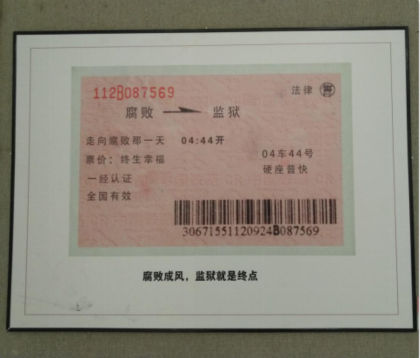 112B087569
法律
腐败 → 监狱
走向腐败那一天 04:44开
票价：终生幸福 04车44号
一经认证 硬座普快
全国有效
30671551120924B087569
腐败成风，监狱就是终点